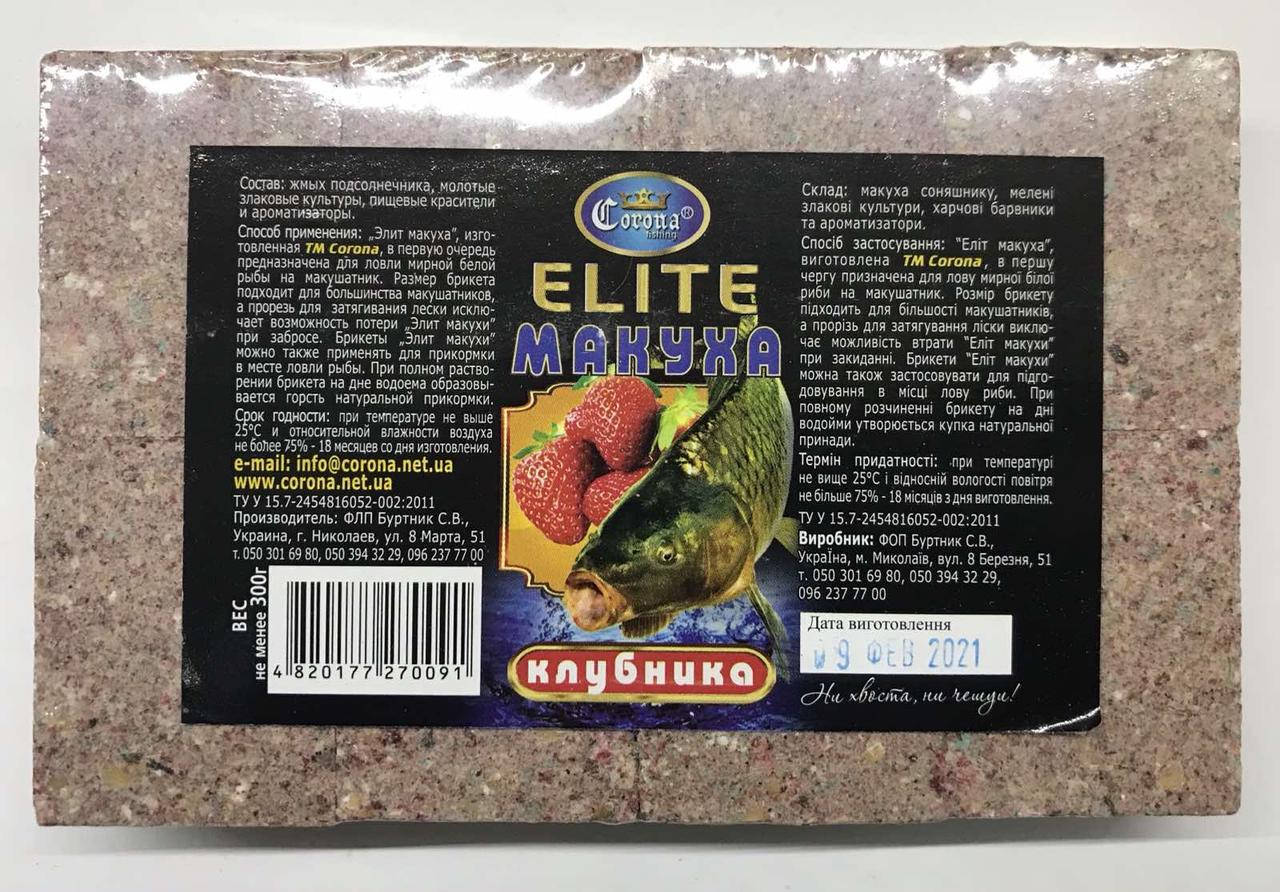 Состав: жмых подсолнечника, молотые
злаковые культуры, пищевые красители
и ароматизаторы.
Способ применения: „Элит макуха”, изго-
товленная ТМ Corona, в первую очередь
предназначена для ловли мирной белой
рыбы на макушатник. Размер брикета
подходит для большинства макушатников,
а прорезь для затягивания лески исклю-
чает возможность потери „Элит макухи”
при забросе. Брикеты „Элит макухи”
можно также применять для прикормки
в месте ловли рыбы. При полном раство-
рении брикета на дне водоема образовы-
вается горсть натуральной прикормки.
Срок годности: при температуре не выше
25°С и относительной влажности воздуха
не более 75% - 18 месяцев со дня изготовления.
e-mail: info@corona.net.ua
www.corona.net.ua
ТУ У 15.7-2454816052-002:2011
Производитель: ФЛП Буртник С.В.,
Украина, г. Николаев, ул. 8 Марта, 51
т. 050 301 69 80, 050 394 32 29, 096 237 77 00
ВЕС
не менее 300г
4 820177 270091
Corona®
fishing
ELITE
МАКУХА
клубника
Склад: макуха соняшнику, мелені
злакові культури, харчові барвники
та ароматизатори.
Спосіб застосування: "Еліт макуха",
виготовлена ТМ Corona, в першу
чергу призначена для лову мирної білої
риби на макушатник. Розмір брикету
підходить для більшості макушатників,
а прорізь для затягування ліски виклю-
чає можливість втрати "Еліт макухи"
при закиданні. Брикети "Еліт макухи"
можна також застосовувати для підго-
довування в місці лову риби. При
повному розчиненні брикету на дні
водойми утворюється купка натуральної
принади.
Термін придатності: при температурі
не вище 25°С і відносній вологості повітря
не більше 75% - 18 місяців з дня виготовлення.
ТУ У 15.7-2454816052-002:2011
Виробник: ФОП Буртник С.В.,
УкраЇна, м. Миколаїв, вул. 8 Березня, 51
т. 050 301 69 80, 050 394 32 29,
096 237 77 00
Дата виготовлення
09 ФЕВ 2021
Ни хвоста, ни чешуи!